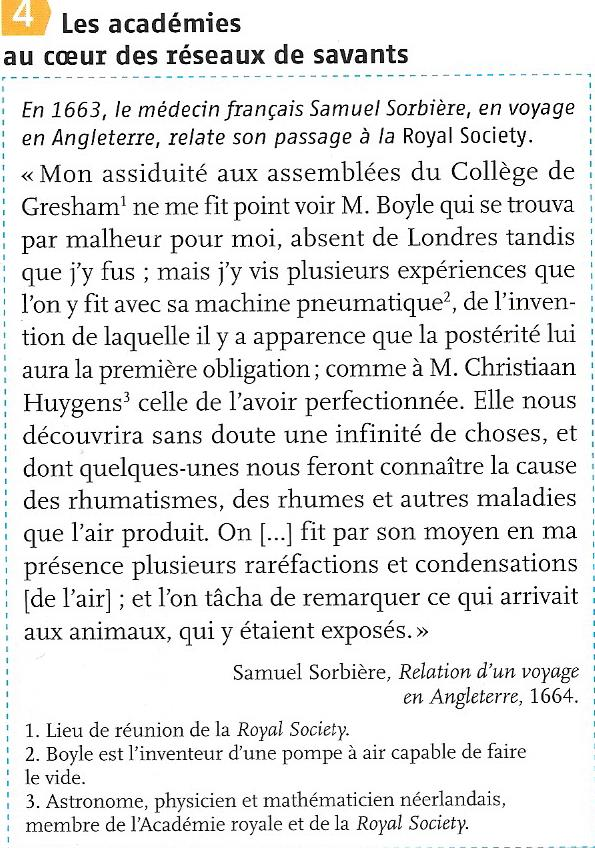 4 Les académies
au cœur des réseaux de savants
En 1663, le médecin français Samuel Sorbière, en voyage
en Angleterre, relate son passage à la Royal Society.
« Mon assiduité aux assemblées du Collège de
Gresham¹ ne me fit point voir M. Boyle qui se trouva
par malheur pour moi, absent de Londres tandis
que j'y fus ; mais j'y vis plusieurs expériences que
l'on y fit avec sa machine pneumatique², de l'inven-
tion de laquelle il y a apparence que la postérité lui
aura la première obligation ; comme à M. Christiaan
Huygens³ celle de l'avoir perfectionnée. Elle nous
découvrira sans doute une infinité de choses, et
dont quelques-unes nous feront connaître la cause
des rhumatismes, des rhumes et autres maladies
que l'air produit. On [...] fit par son moyen en ma
présence plusieurs raréfactions et condensations
[de l'air] ; et l'on tâcha de remarquer ce qui arrivait
aux animaux, qui y étaient exposés. »
Samuel Sorbière, Relation d'un voyage
en Angleterre, 1664.
1. Lieu de réunion de la Royal Society.
2. Boyle est l'inventeur d'une pompe à air capable de faire
le vide.
3. Astronome, physicien et mathématicien néerlandais,
membre de l'Académie royale et de la Royal Society.